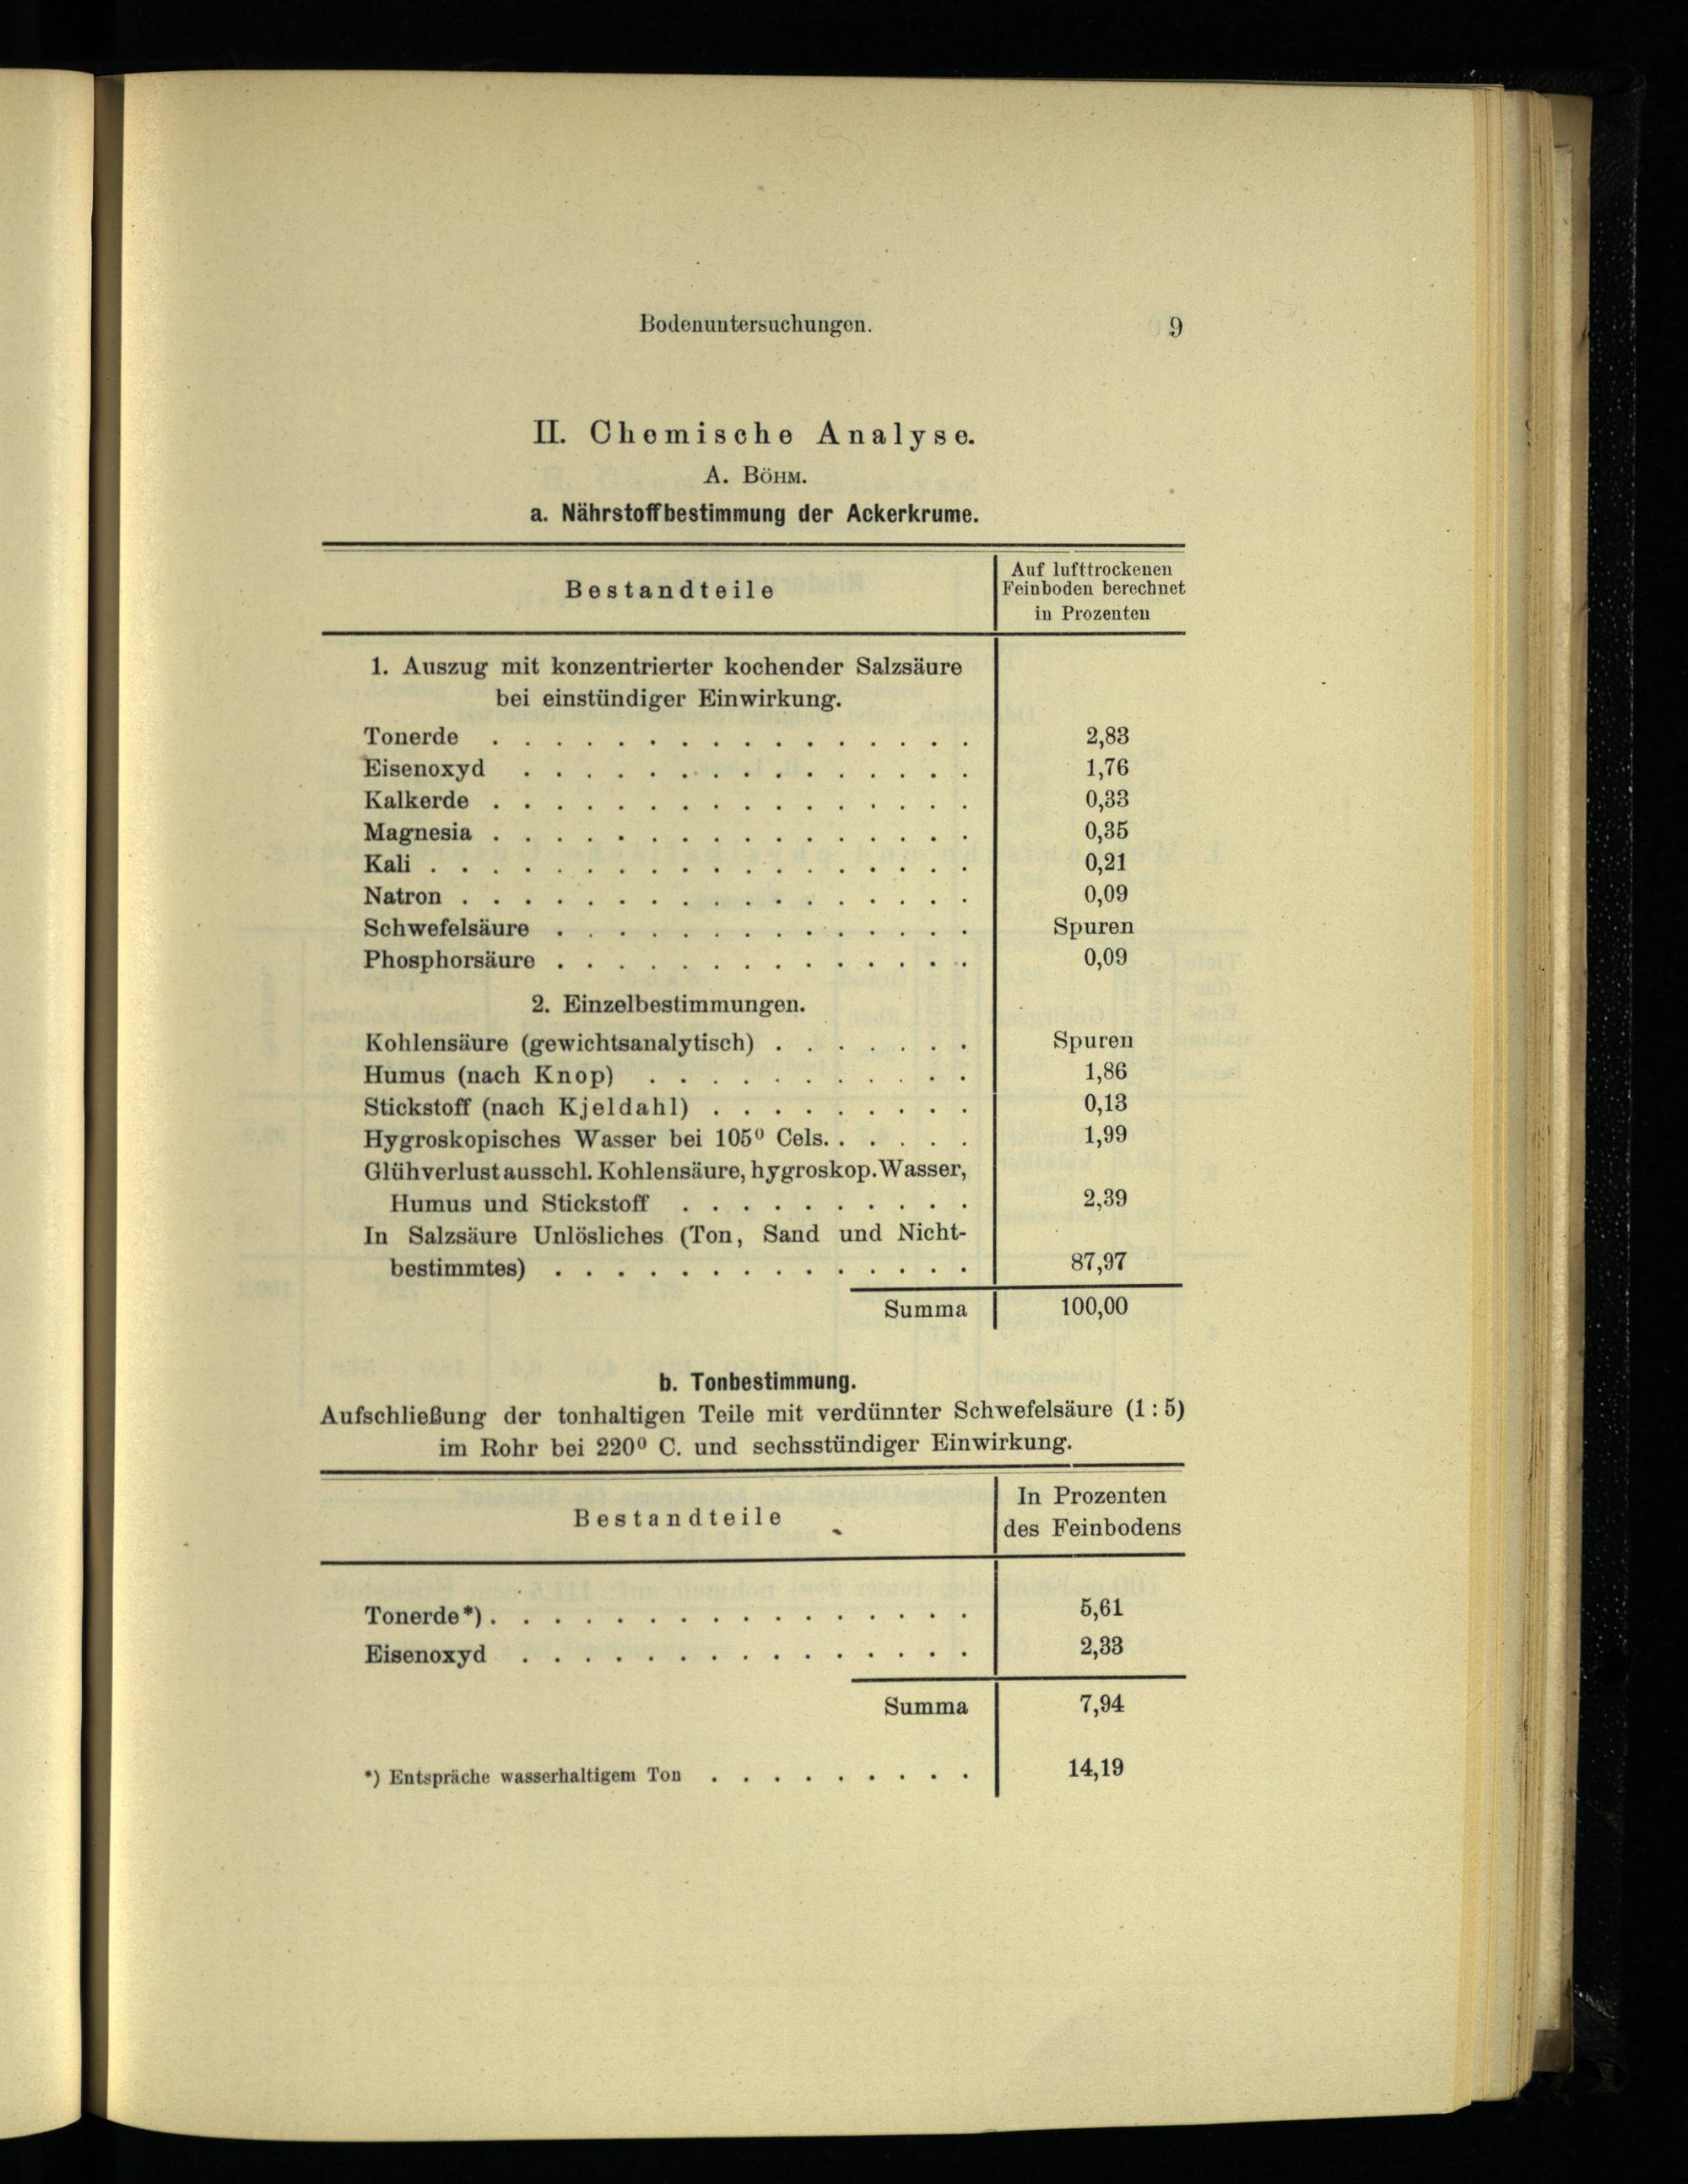 Bodenuntersuchungen. 9
II. Chemische Analyse.
A. BÖHM.
a. Nährstoffbestimmung der Ackerkrume.
Bestandteile
Auf lufttrockenen
Feinboden berechnet
in Prozenten
1. Auszug mit konzentrierter kochender Salzsäure
bei einstündiger Einwirkung.
Tonerde . . . . . . . . . . . . . . . . 2,83
Eisenoxyd . . . . . . . . . . . . . . . 1,76
Kalkerde . . . . . . . . . . . . . . . . 0,33
Magnesia . . . . . . . . . . . . . . . . 0,35
Kali . . . . . . . . . . . . . . . . . . 0,21
Natron . . . . . . . . . . . . . . . . . 0,09
Schwefelsäure . . . . . . . . . . . . . . Spuren
Phosphorsäure . . . . . . . . . . . . . . 0,09
2. Einzelbestimmungen.
Kohlensäure (gewichtsanalytisch) . . . . . . . Spuren
Humus (nach Knop) . . . . . . . . . . . 1,86
Stickstoff (nach Kjeldahl) . . . . . . . . . 0,13
Hygroskopisches Wasser bei 105⁰ Cels. . . . . . 1,99
Glühverlust ausschl. Kohlensäure, hygroskop. Wasser,
Humus und Stickstoff . . . . . . . . . . 2,39
In Salzsäure Unlösliches (Ton, Sand und Nicht-
bestimmtes) . . . . . . . . . . . . . . 87,97
Summa 100,00
b. Tonbestimmung.
Aufschließung der tonhaltigen Teile mit verdünnter Schwefelsäure (1 : 5)
im Rohr bei 220⁰ C. und sechsstündiger Einwirkung.
Bestandteile
In Prozenten
des Feinbodens
Tonerde*) . . . . . . . . . . . . . . . . 5,61
Eisenoxyd . . . . . . . . . . . . . . . 2,33
Summa 7,94
*) Entspräche wasserhaltigem Ton . . . . . . . . . 14,19